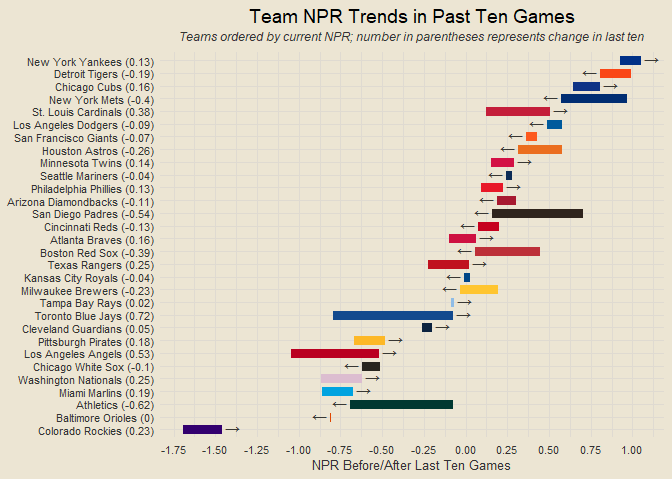 Team NPR Trends in Past Ten Games
Teams ordered by current NPR; number in parentheses represents change in last ten
New York Yankees (0.13)
Detroit Tigers (-0.19)
Chicago Cubs (0.16)
New York Mets (-0.4)
St. Louis Cardinals (0.38)
Los Angeles Dodgers (-0.09)
San Francisco Giants (-0.07)
Houston Astros (-0.26)
Minnesota Twins (0.14)
Seattle Mariners (-0.04)
Philadelphia Phillies (0.13)
Arizona Diamondbacks (-0.11)
San Diego Padres (-0.54)
Cincinnati Reds (-0.13)
Atlanta Braves (0.16)
Boston Red Sox (-0.39)
Texas Rangers (0.25)
Kansas City Royals (-0.04)
Milwaukee Brewers (-0.23)
Tampa Bay Rays (0.02)
Toronto Blue Jays (0.72)
Cleveland Guardians (0.05)
Pittsburgh Pirates (0.18)
Los Angeles Angels (0.53)
Chicago White Sox (-0.1)
Washington Nationals (0.25)
Miami Marlins (0.19)
Athletics (-0.62)
Baltimore Orioles (0)
Colorado Rockies (0.23)
-1.75 -1.50 -1.25 -1.00 -0.75 -0.50 -0.25 0.00 0.25 0.50 0.75 1.00
NPR Before/After Last Ten Games